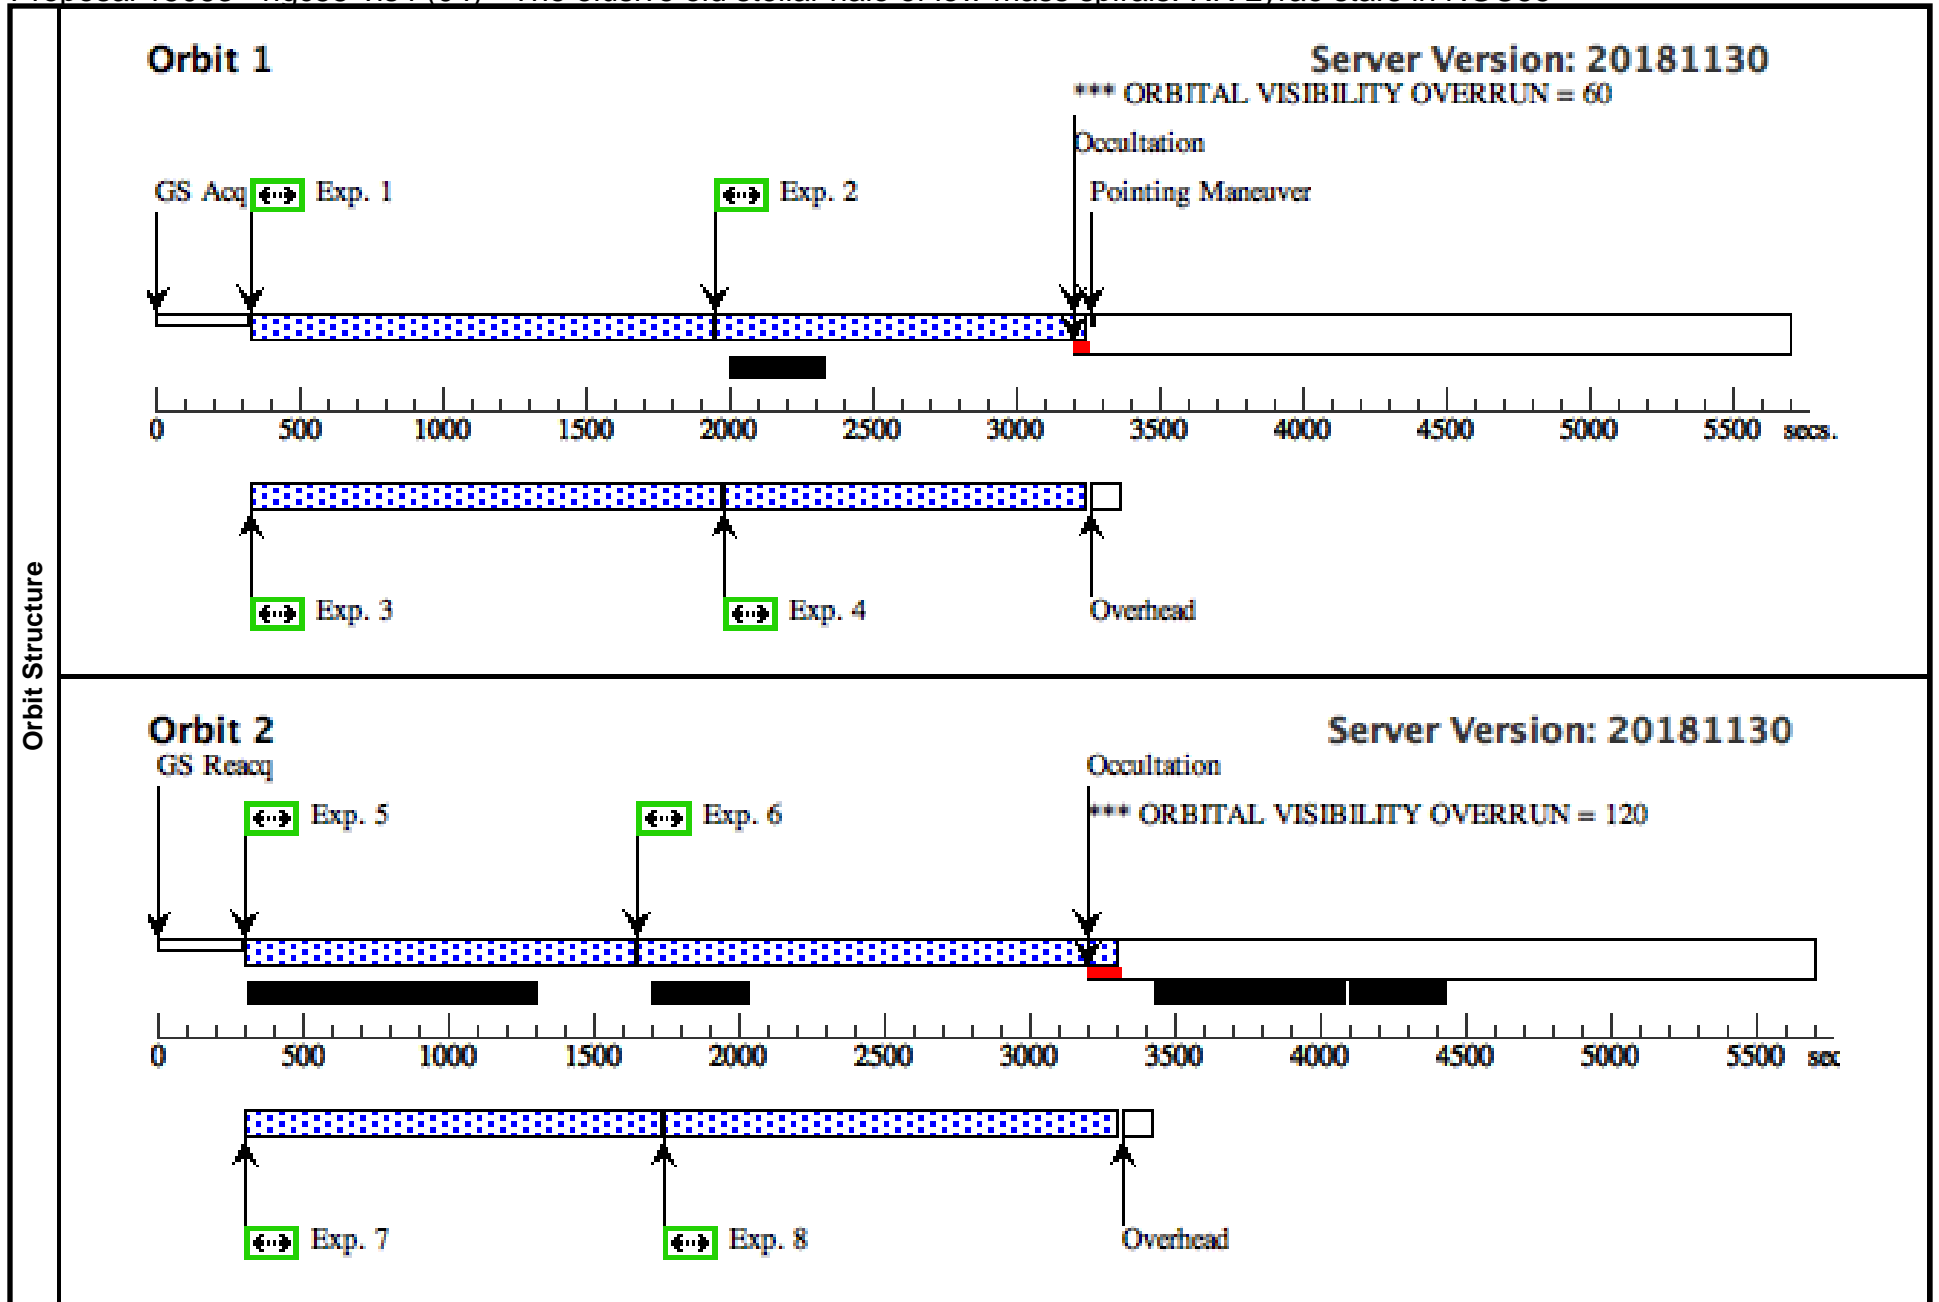 Orbit Structure
Orbit 1
Server Version: 20181130
*** ORBITAL VISIBILITY OVERRUN = 60
Occultation
GS Acq
Exp. 1
Exp. 2
Pointing Maneuver
0 500 1000 1500 2000 2500 3000 3500 4000 4500 5000 5500 secs.
Exp. 3
Exp. 4
Overhead
Orbit 2
Server Version: 20181130
GS Reacq
Occultation
Exp. 5
Exp. 6
*** ORBITAL VISIBILITY OVERRUN = 120
0 500 1000 1500 2000 2500 3000 3500 4000 4500 5000 5500 sec
Exp. 7
Exp. 8
Overhead